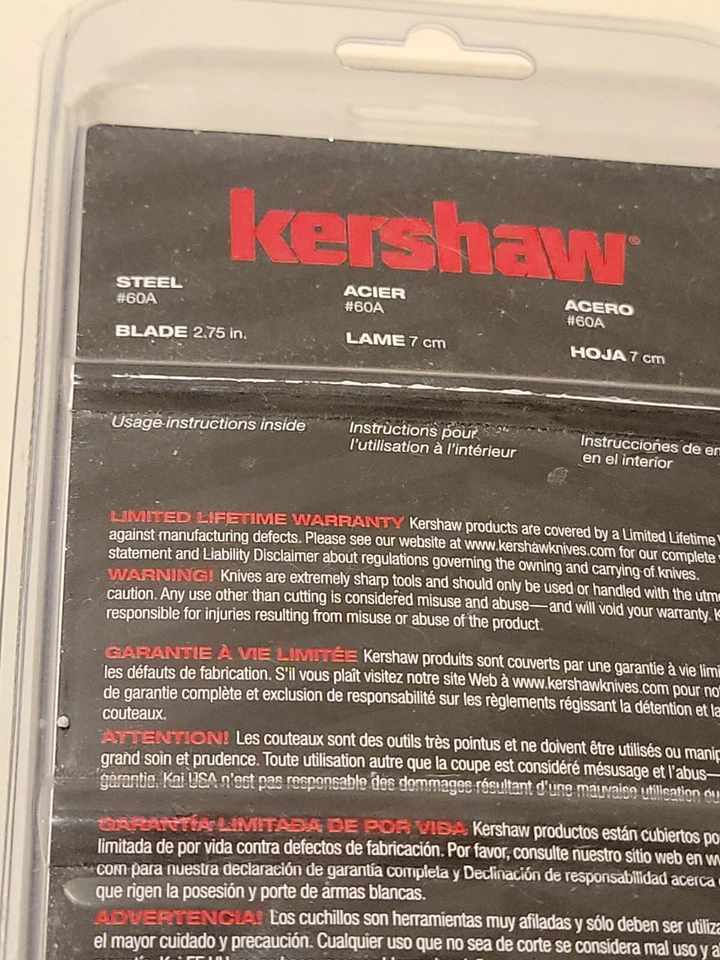 kershaw®
STEEL
#60A
BLADE 2.75 in.
ACIER
#60A
LAME 7 cm
ACERO
#60A
HOJA 7 cm
Usage instructions inside
Instructions pour
l'utilisation à l'intérieur
Instrucciones de
en el interior
LIMITED LIFETIME WARRANTY Kershaw products are covered by a Limited Lifetime
against manufacturing defects. Please see our website at www.kershawknives.com for our complete
statement and Liability Disclaimer about regulations governing the owning and carrying of knives.
WARNING! Knives are extremely sharp tools and should only be used or handled with the
caution. Any use other than cutting is considered misuse and abuse—and will void your warranty.
responsible for injuries resulting from misuse or abuse of the product.
GARANTIE À VIE LIMITÉE Kershaw produits sont couverts par une garantie à vie
les défauts de fabrication. S'il vous plaît visitez notre site Web à www.kershawknives.com pour
de garantie complète et exclusion de responsabilité sur les règlements régissant la détention et
couteaux.
ATTENTION! Les couteaux sont des outils très pointus et ne doivent être utilisés ou
grand soin et prudence. Toute utilisation autre que la coupe est considéré mésusage et l'abus—
garantie. Kai USA n'est pas responsable des dommages résultant d'une mauvaise utilisation ou
GARANTÍA LIMITADA DE POR VIDA Kershaw productos están cubiertos
limitada de por vida contra defectos de fabricación. Por favor, consulte nuestro sitio web en
com para nuestra declaración de garantía completa y Declinación de responsabilidad acerca
que rigen la posesión y porte de armas blancas.
ADVERTENCIA! Los cuchillos son herramientas muy afiladas y sólo deben ser
el mayor cuidado y precaución. Cualquier uso que no sea de corte se considera mal uso y